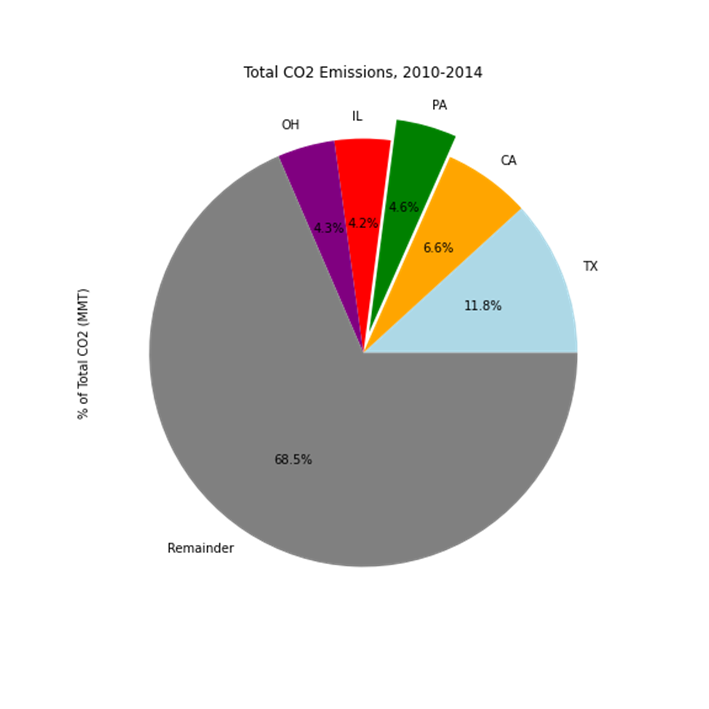 Total CO2 Emissions, 2010-2014
PA
IL
OH
CA
4.6%
4.2%
4.3%
6.6%
TX
11.8%
% of Total CO2 (MMT)
68.5%
Remainder